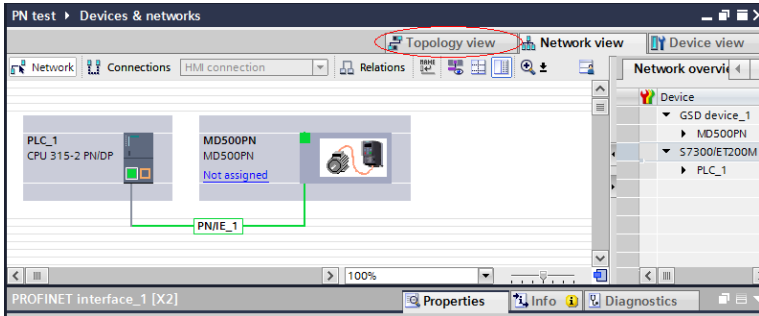 PN test ▸ Devices & networks
Topology view Network view Device view
Network Connections HMI connection Relations Network overvi
Device
GSD device_1
MD500PN
S7300/ET200M
PLC_1
PLC_1
CPU 315-2 PN/DP
MD500PN
MD500PN
Not assigned
PN/IE_1
100%
PROFINET interface_1 [X2] Properties Info Diagnostics